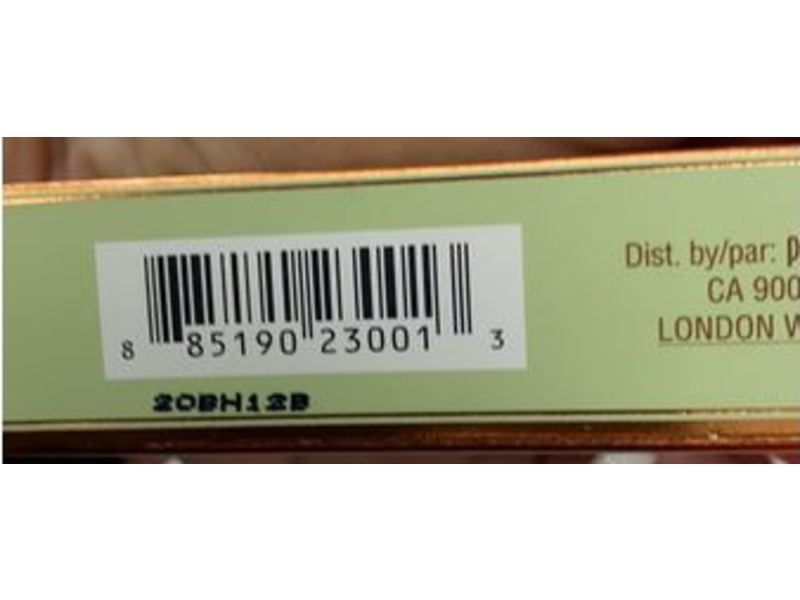 8 85190 23001 3
20BH12B
Dist. by/par:
CA 900
LONDON W